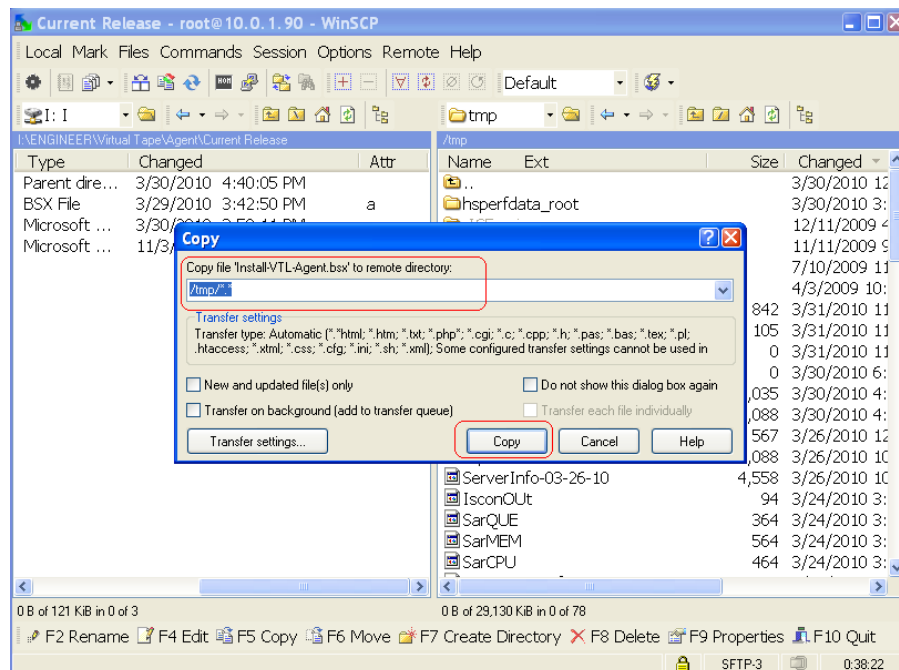 Current Release - root@10.0.1.90 - WinSCP
Local Mark Files Commands Session Options Remote Help
Default
I: I
tmp
I:\ENGINEER\Virtual Tape\Agent\Current Release
/tmp
Type Changed Attr
Name Ext Size Changed
Parent dire... 3/30/2010 4:40:05 PM
.. 3/30/2010 12
BSX File 3/29/2010 3:42:50 PM a
hsperfdata_root 3/30/2010 3:
Microsoft ... 3/30/
12/11/2009 4
Microsoft ... 11/3/
11/11/2009 9
7/10/2009 11
4/3/2009 10:
842 3/31/2010 11
105 3/31/2010 11
0 3/31/2010 11
0 3/30/2010 6:
,035 3/30/2010 4:
,088 3/30/2010 4:
567 3/26/2010 12
,088 3/26/2010 10
Copy
Copy file 'Install-VTL-Agent.bsx' to remote directory:
/tmp/*.*
Transfer settings
Transfer type: Automatic (*.*html; *.htm; *.txt; *.php*; *.cgi; *.c; *.cpp; *.h; *.pas; *.bas; *.tex; *.pl;
.htaccess; *.xtml; *.css; *.cfg; *.ini; *.sh; *.xml); Some configured transfer settings cannot be used in
New and updated file(s) only
Do not show this dialog box again
Transfer on background (add to transfer queue)
Transfer each file individually
Transfer settings... Copy Cancel Help
ServerInfo-03-26-10 4,558 3/26/2010 10
IsconOUt 94 3/24/2010 3:
SarQUE 364 3/24/2010 3:
SarMEM 564 3/24/2010 3:
SarCPU 464 3/24/2010 3:
0 B of 121 KiB in 0 of 3
0 B of 29,130 KiB in 0 of 78
F2 Rename F4 Edit F5 Copy F6 Move F7 Create Directory F8 Delete F9 Properties F10 Quit
SFTP-3 0:38:22